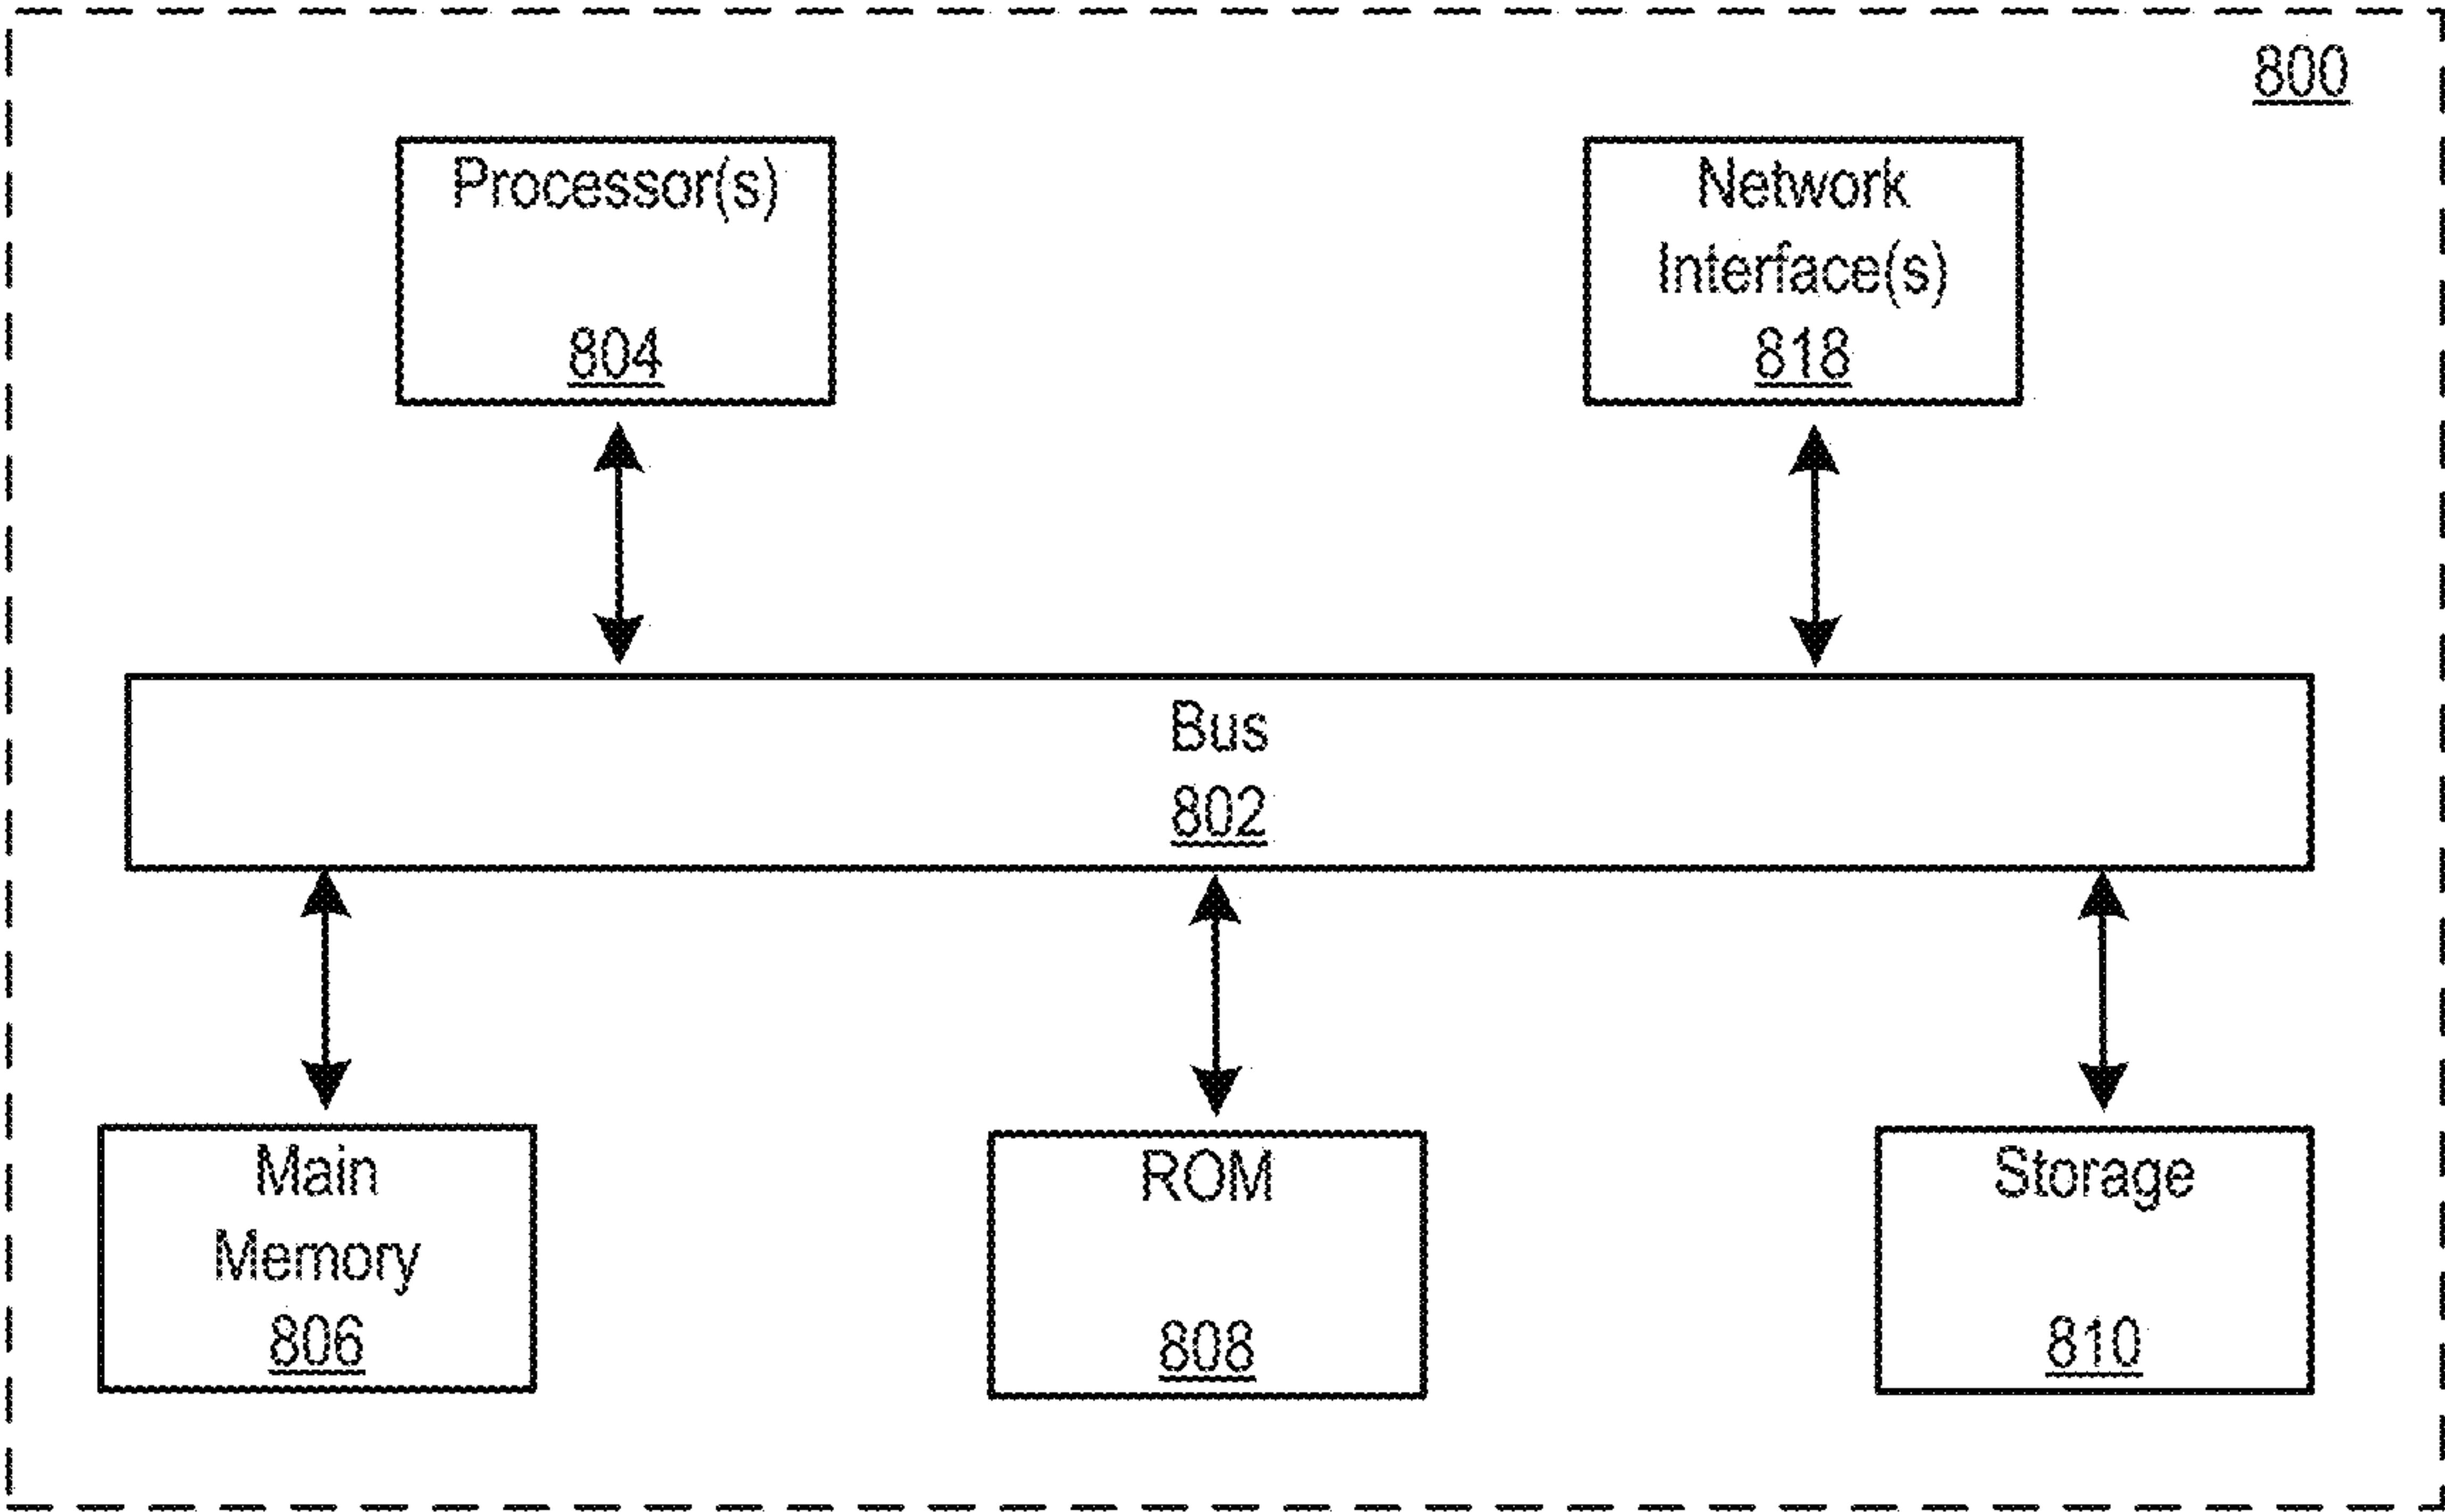 800
Processor(s)
804
Network
Interface(s)
818
Bus
802
Main
Memory
806
ROM
808
Storage
810